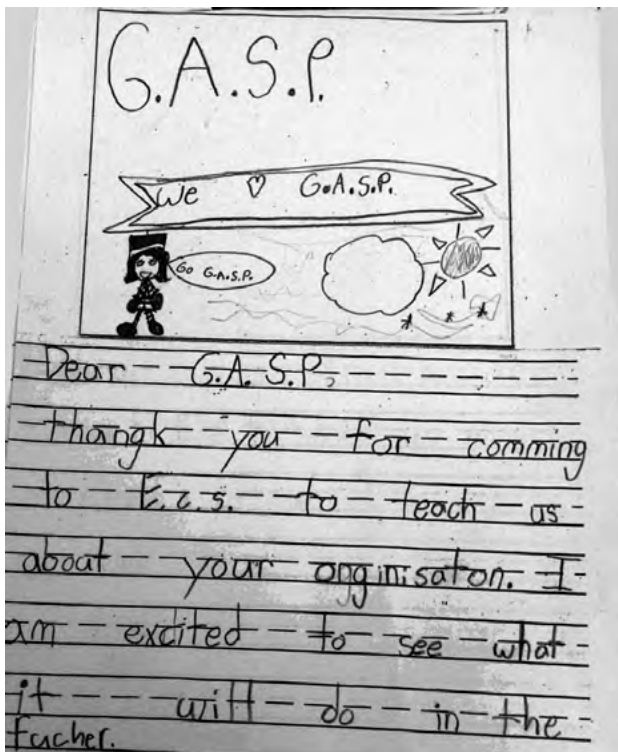 G.A.S.P.
We ♡ G.A.S.P.
Go G.A.S.P.
Dear G.A.S.P.,
thangk you for comming
to E.c.s. to teach us
about your orginisaton. I
am excited to see what
it will do in the
fucher.